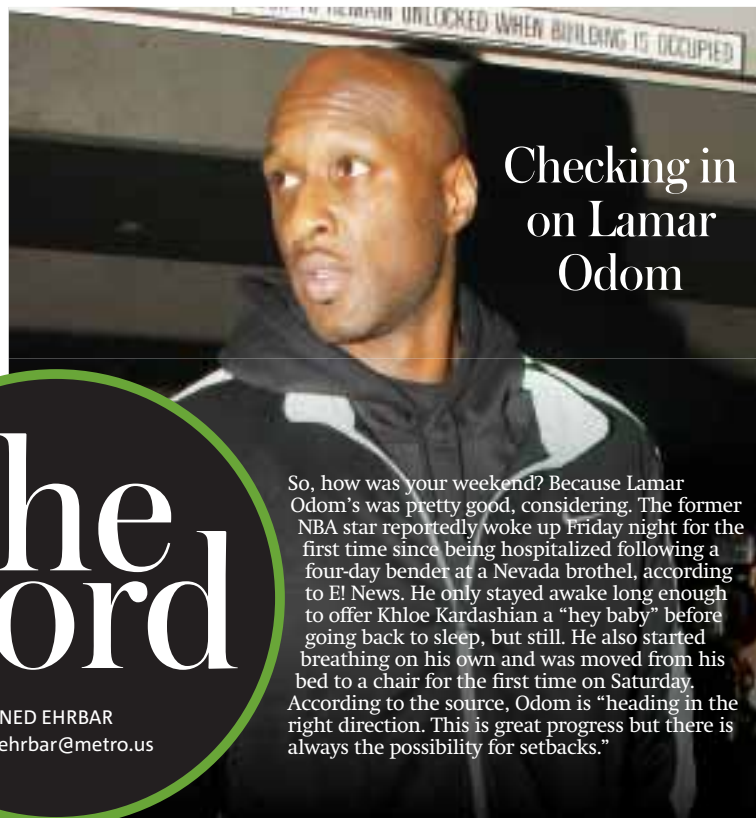 TO REMAIN UNLOCKED WHEN BUILDING IS OCCUPIED
Checking in
on Lamar
Odom
he
ord
NED EHRBAR
ehrbar@metro.us
So, how was your weekend? Because Lamar
Odom’s was pretty good, considering. The former
NBA star reportedly woke up Friday night for the
first time since being hospitalized following a
four-day bender at a Nevada brothel, according
to E! News. He only stayed awake long enough
to offer Khloe Kardashian a “hey baby” before
going back to sleep, but still. He also started
breathing on his own and was moved from his
bed to a chair for the first time on Saturday.
According to the source, Odom is “heading in the
right direction. This is great progress but there is
always the possibility for setbacks.”